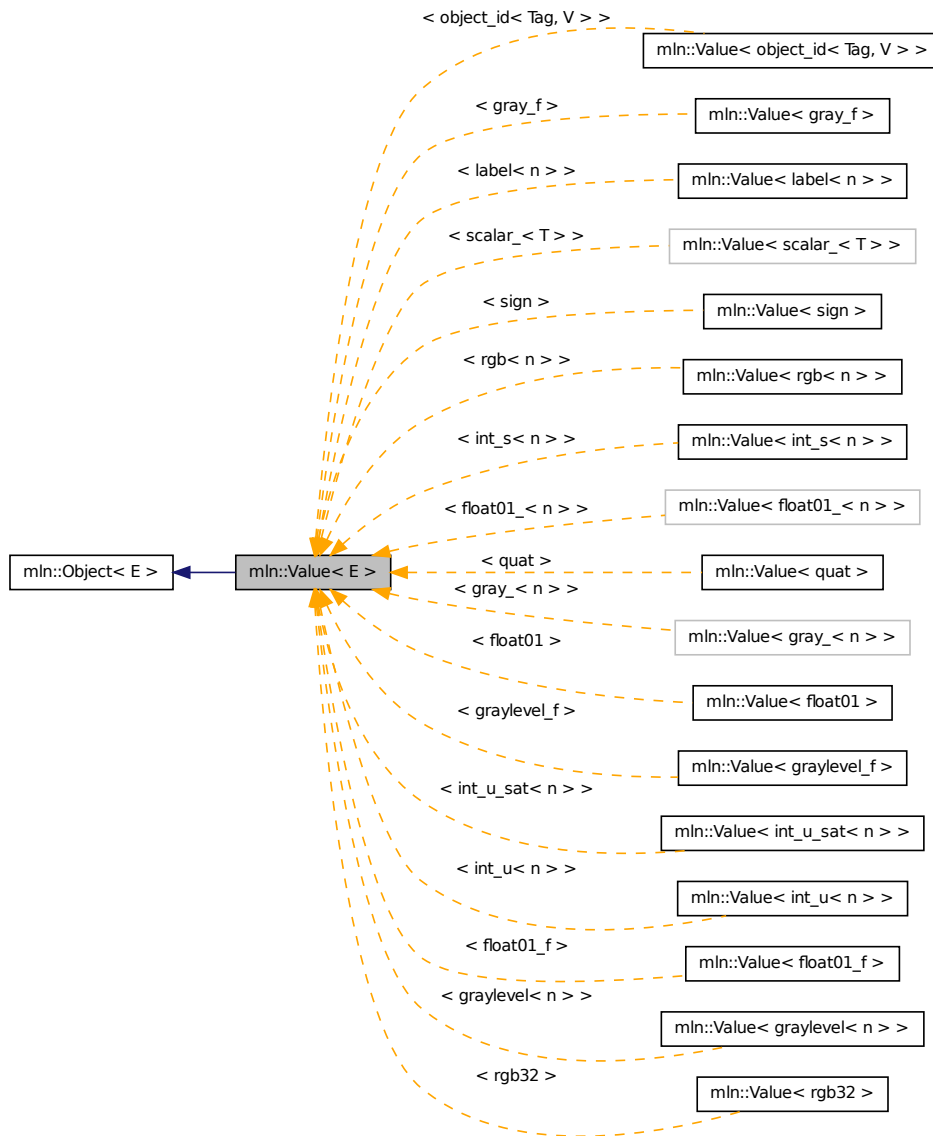 < object_id< Tag, V > >
mln::Value< object_id< Tag, V > >
< gray_f >
mln::Value< gray_f >
< label< n > >
mln::Value< label< n > >
< scalar_< T > >
mln::Value< scalar_< T > >
< sign >
mln::Value< sign >
< rgb< n > >
mln::Value< rgb< n > >
< int_s< n > >
mln::Value< int_s< n > >
< float01_< n > >
mln::Value< float01_< n > >
mln::Object< E >
mln::Value< E >
< quat >
mln::Value< quat >
< gray_< n > >
mln::Value< gray_< n > >
< float01 >
mln::Value< float01 >
< graylevel_f >
mln::Value< graylevel_f >
< int_u_sat< n > >
mln::Value< int_u_sat< n > >
< int_u< n > >
mln::Value< int_u< n > >
< float01_f >
mln::Value< float01_f >
< graylevel< n > >
mln::Value< graylevel< n > >
< rgb32 >
mln::Value< rgb32 >